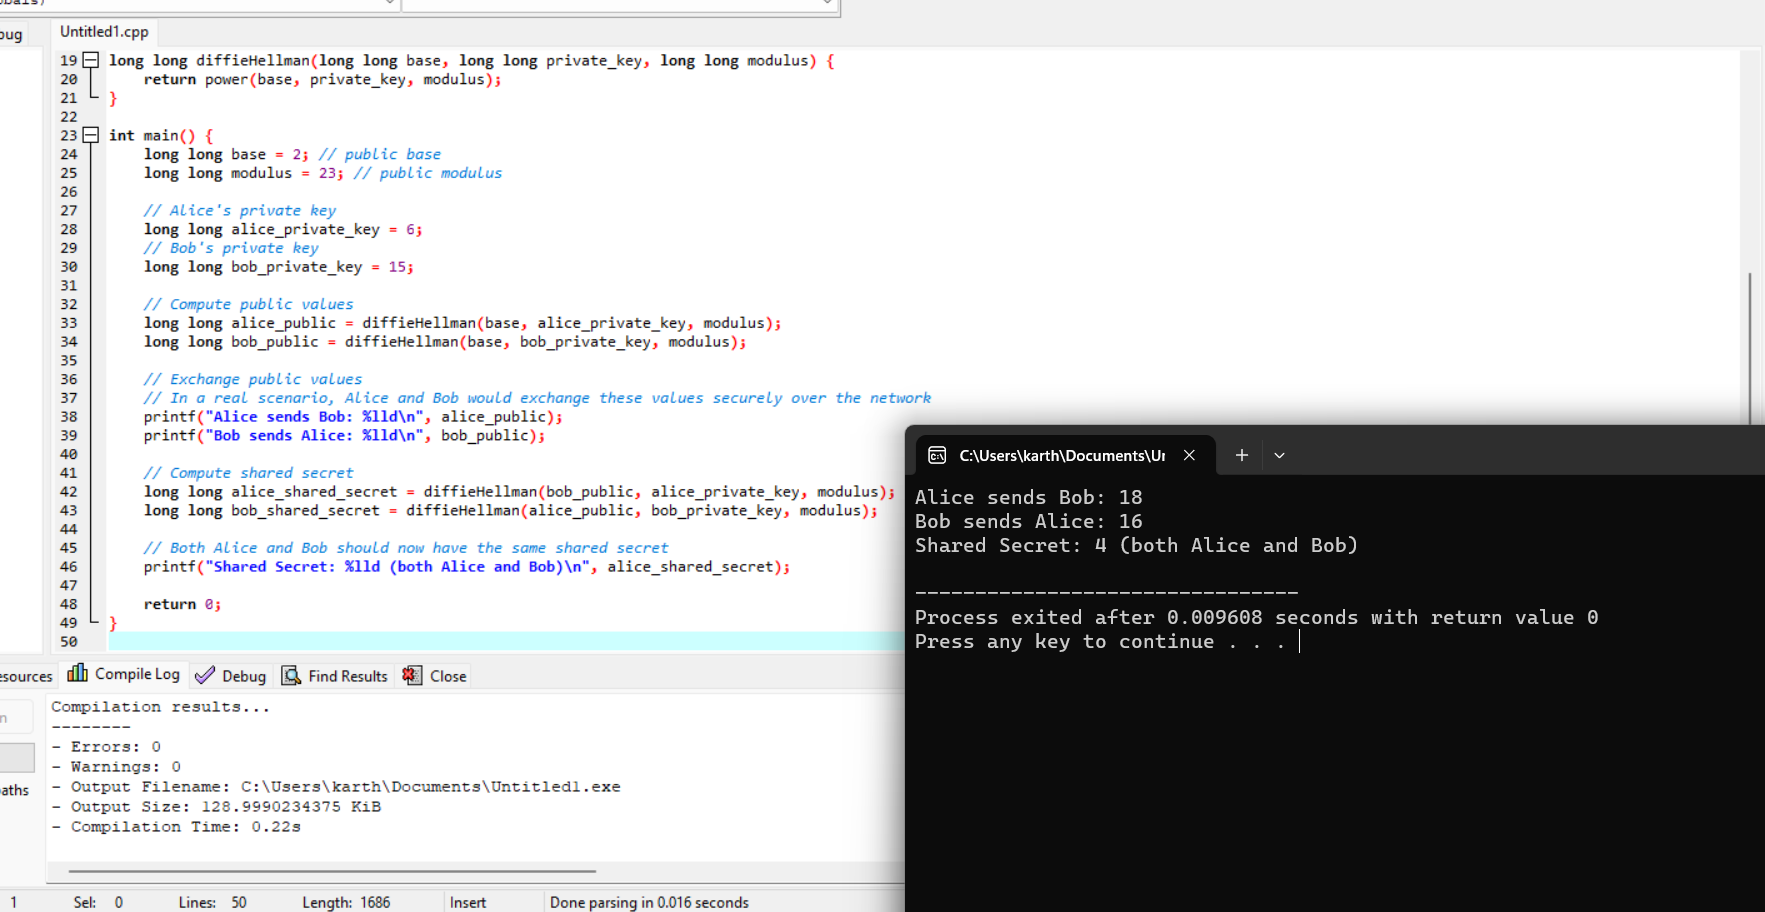 Untitled1.cpp
19 long long diffieHellman(long long base, long long private_key, long long modulus) {
20 return power(base, private_key, modulus);
21 }
22
23 int main() {
24 long long base = 2; // public base
25 long long modulus = 23; // public modulus
26
27 // Alice's private key
28 long long alice_private_key = 6;
29 // Bob's private key
30 long long bob_private_key = 15;
31
32 // Compute public values
33 long long alice_public = diffieHellman(base, alice_private_key, modulus);
34 long long bob_public = diffieHellman(base, bob_private_key, modulus);
35
36 // Exchange public values
37 // In a real scenario, Alice and Bob would exchange these values securely over the network
38 printf("Alice sends Bob: %lld\n", alice_public);
39 printf("Bob sends Alice: %lld\n", bob_public);
40
41 // Compute shared secret
42 long long alice_shared_secret = diffieHellman(bob_public, alice_private_key, modulus);
43 long long bob_shared_secret = diffieHellman(alice_public, bob_private_key, modulus);
44
45 // Both Alice and Bob should now have the same shared secret
46 printf("Shared Secret: %lld (both Alice and Bob)\n", alice_shared_secret);
47
48 return 0;
49 }
50
C:\Users\karth\Documents\Ur
Alice sends Bob: 18
Bob sends Alice: 16
Shared Secret: 4 (both Alice and Bob)
--------------------------------
Process exited after 0.009608 seconds with return value 0
Press any key to continue . . .
esources Compile Log Debug Find Results Close
Compilation results...
--------
- Errors: 0
- Warnings: 0
- Output Filename: C:\Users\karth\Documents\Untitled1.exe
- Output Size: 128.9990234375 KiB
- Compilation Time: 0.22s
aths
1 Sel: 0 Lines: 50 Length: 1686 Insert Done parsing in 0.016 seconds